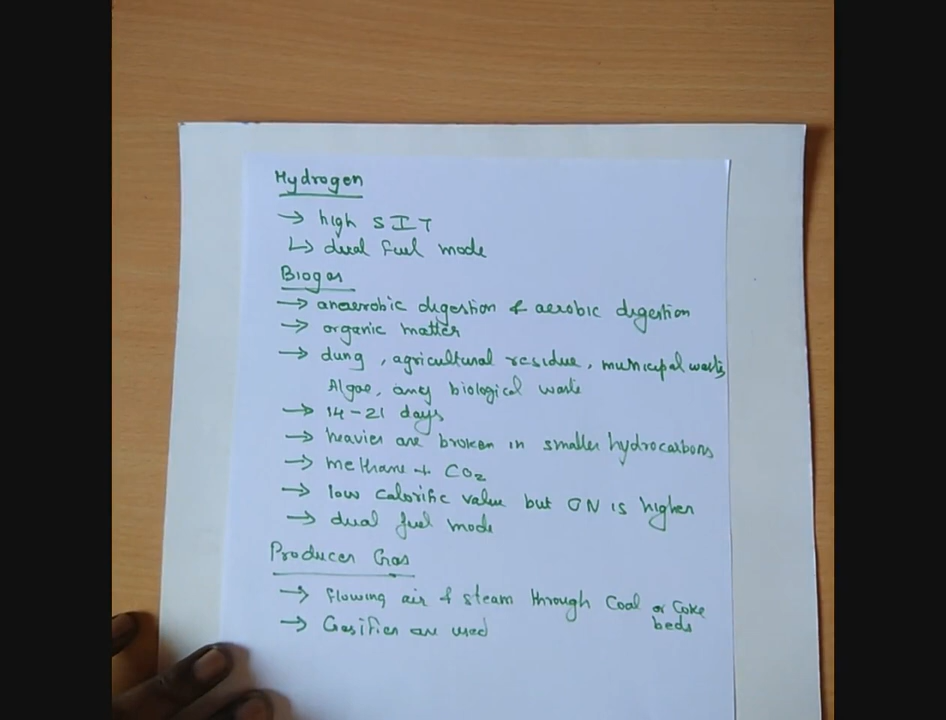 Hydrogen
→ high SIT
↳ dual fuel mode
Biogas
→ anaerobic digestion & aerobic digestion
→ organic matter
→ dung, agricultural residue, municipal waste,
Algae, any biological waste
→ 14-21 days
→ heavier are broken in smaller hydrocarbons
→ methane + CO₂
→ low calorific value but ON is higher
→ dual fuel mode
Producer Gas
→ flowing air & steam through Coal or Coke
beds
→ Gasifier are used